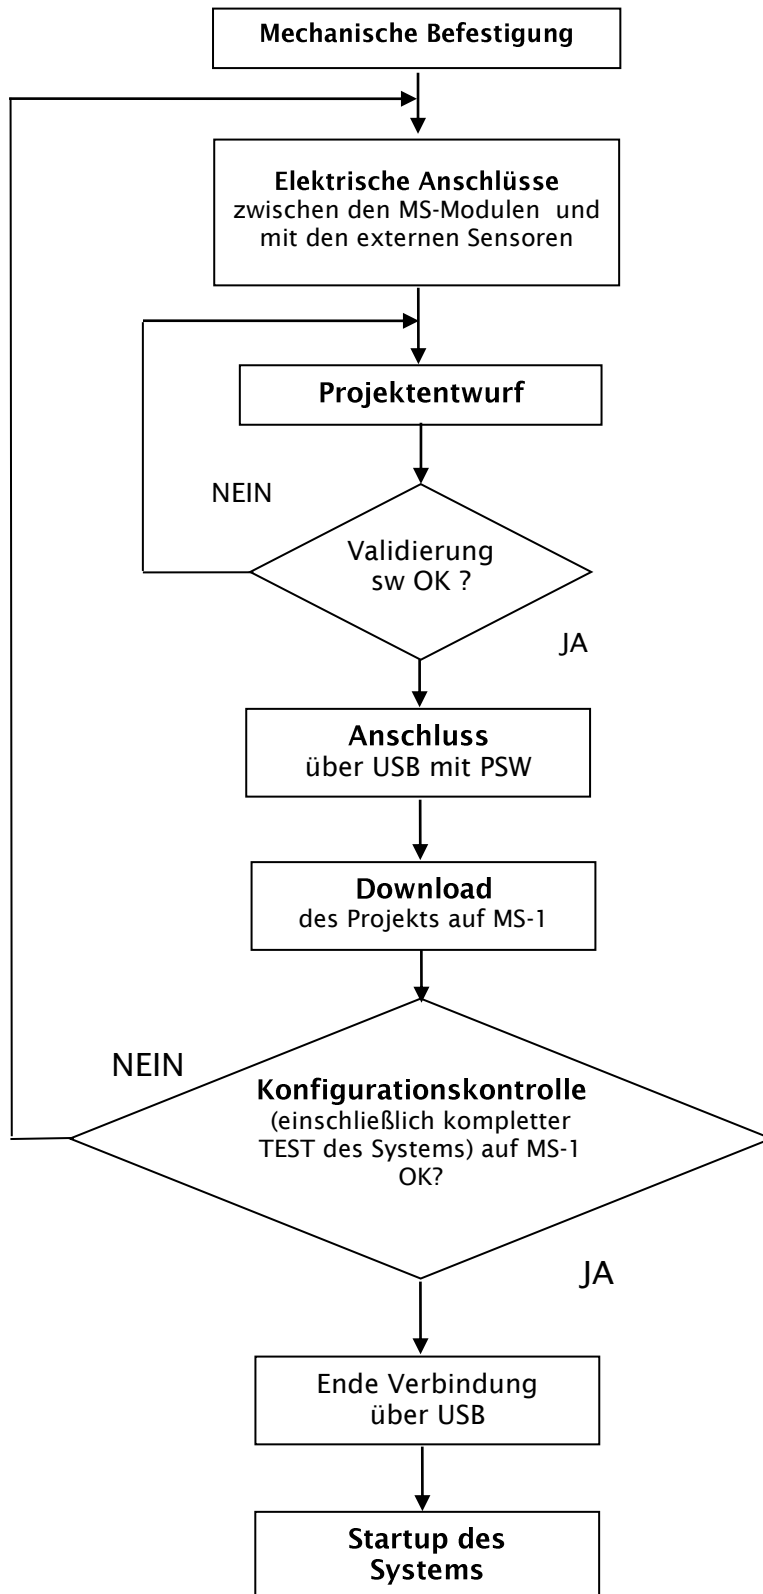 Mechanische Befestigung
Elektrische Anschlüsse
zwischen den MS-Modulen und
mit den externen Sensoren
Projektentwurf
NEIN
Validierung
sw OK ?
JA
Anschluss
über USB mit PSW
Download
des Projekts auf MS-1
NEIN
Konfigurationskontrolle
(einschließlich kompletter
TEST des Systems) auf MS-1
OK?
JA
Ende Verbindung
über USB
Startup des
Systems